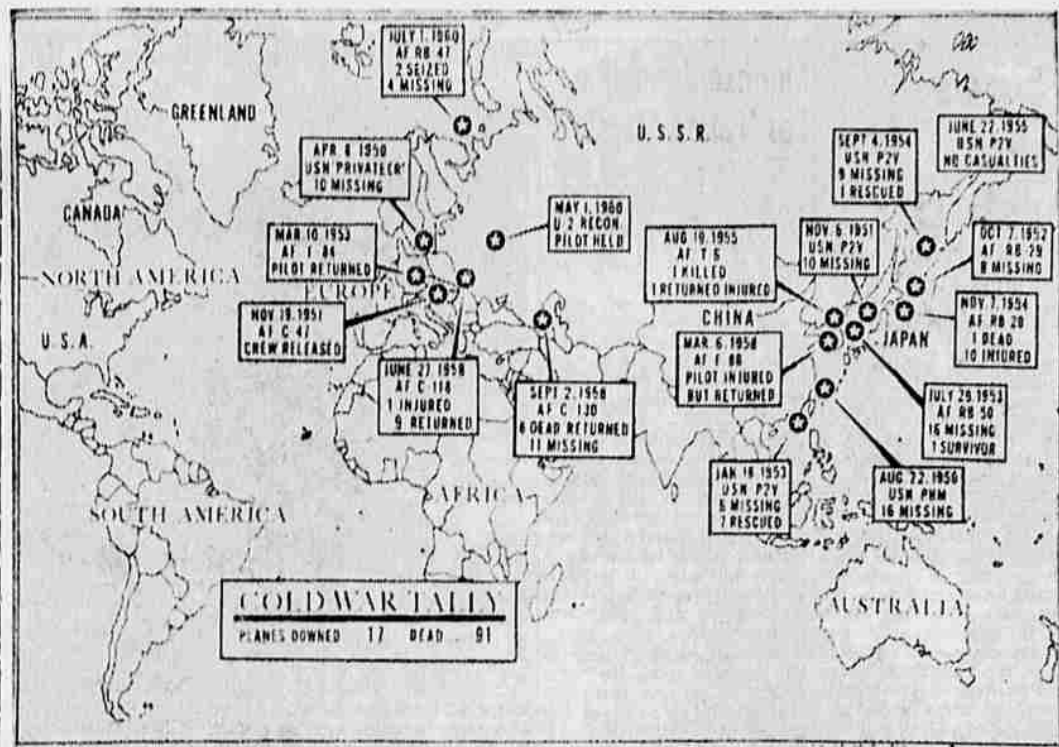 JULY 1, 1960
AF RB 47
2 SEIZED
4 MISSING
GREENLAND
U.S.S.R.
APR. 8 1950
USN PRIVATEER
10 MISSING
SEPT 4, 1954
USN P2V
9 MISSING
1 RESCUED
JUNE 22, 1955
USN P2V
NO CASUALTIES
CANADA
MAY 1, 1960
U-2 RECON.
PILOT HELD
MAR. 10, 1953
AF F 84
PILOT RETURNED
AUG 19, 1955
AF T 6
1 KILLED
1 RETURNED INJURED
NOV. 6, 1951
USN P2V
10 MISSING
OCT 7, 1952
AF RB 29
8 MISSING
NORTH AMERICA
EUROPE
NOV. 19, 1951
AF C 47
CREW RELEASED
U.S.A.
CHINA
JAPAN
NOV 7, 1954
AF RB
1 DEAD
10 INJURED
JUNE 27 1958
AF C-118
1 INJURED
9 RETURNED
SEPT 2, 1958
AF C 130
6 DEAD RETURNED
11 MISSING
MAR. 6, 1958
AF F 86
PILOT INJURED
BUT RETURNED
JULY 29, 1953
AF RB 50
16 MISSING
1 SURVIVOR
JAN 18, 1953
USN P2V
6 MISSING
7 RESCUED
AUG 22, 1956
USN
16 MISSING
AFRICA
SOUTH AMERICA
AUSTRALIA
COLD WAR TALLY
PLANES DOWNED 17 DEAD 91